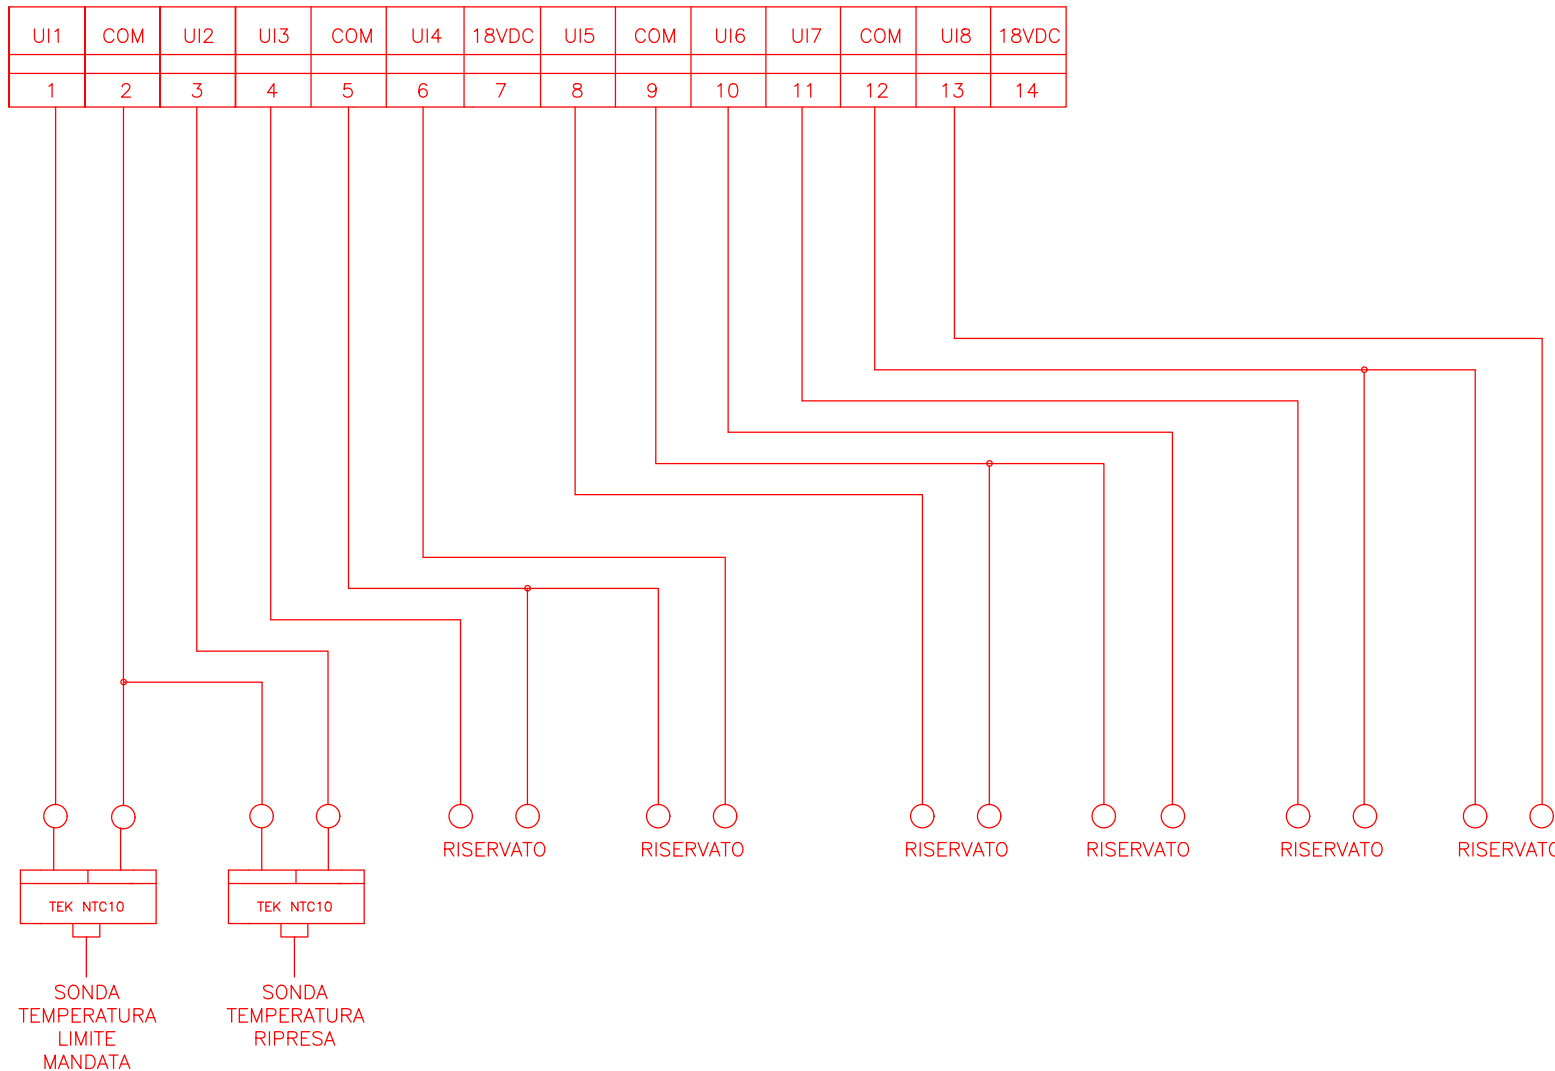 UI1 COM UI2 UI3 COM UI4 18VDC UI5 COM UI6 UI7 COM UI8 18VDC
1 2 3 4 5 6 7 8 9 10 11 12 13 14
RISERVATO RISERVATO RISERVATO RISERVATO RISERVATO RISERVATO
TEK NTC10
TEK NTC10
SONDA
TEMPERATURA
LIMITE
MANDATA
SONDA
TEMPERATURA
RIPRESA